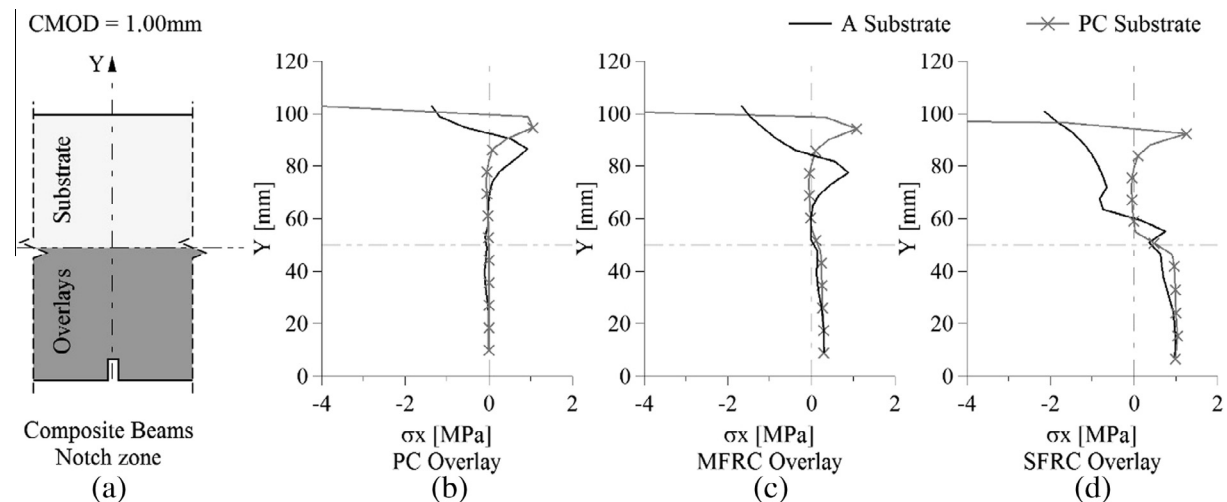 CMOD = 1.00mm
A Substrate
PC Substrate
Y
Substrate
Overlays
Composite Beams
Notch zone
(a)
120
100
80
60
40
20
0
Y [mm]
-4
-2
0
2
σx [MPa]
PC Overlay
(b)
120
100
80
60
40
20
0
Y [mm]
-4
-2
0
2
σx [MPa]
MFRC Overlay
(c)
120
100
80
60
40
20
0
Y [mm]
-4
-2
0
2
σx [MPa]
SFRC Overlay
(d)